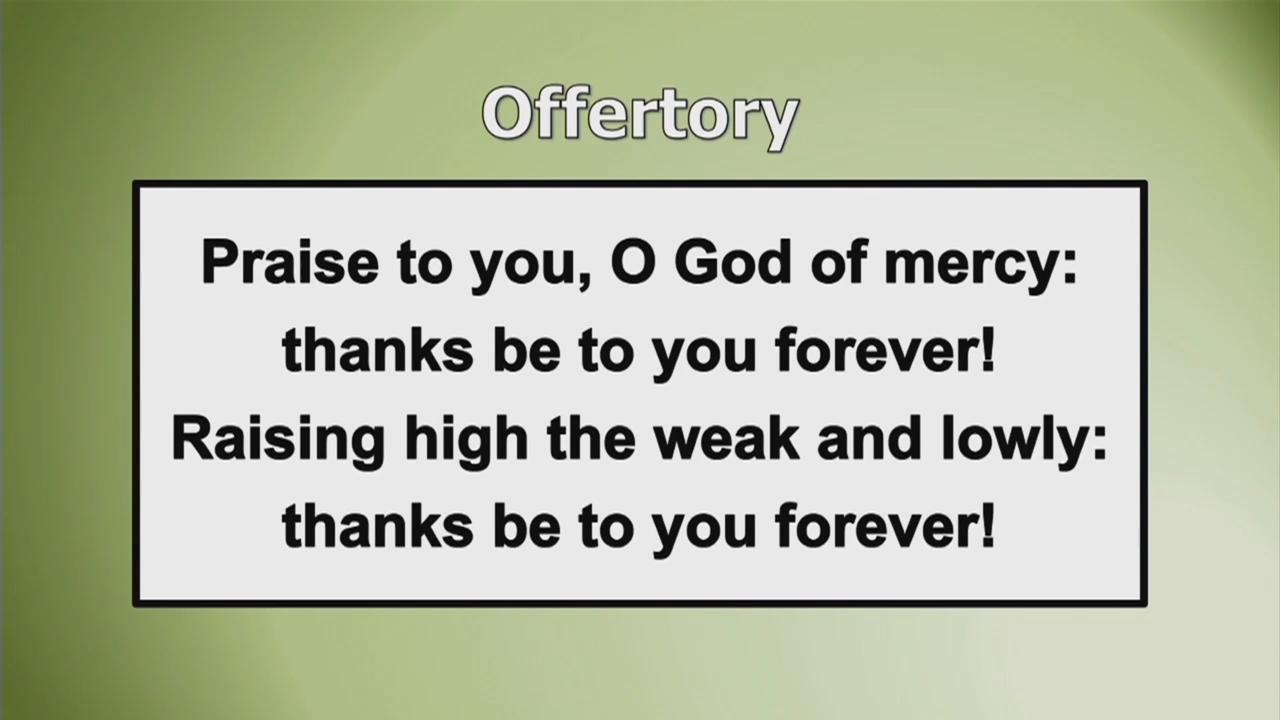 Offertory
Praise to you, O God of mercy:
thanks be to you forever!
Raising high the weak and lowly:
thanks be to you forever!